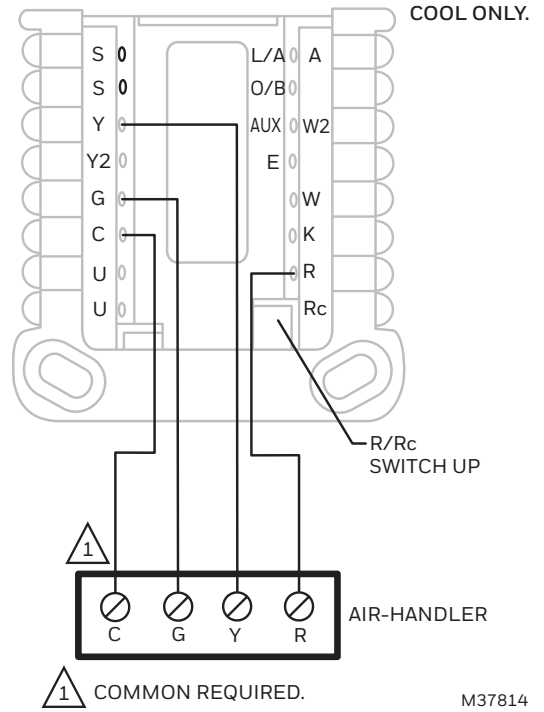 COOL ONLY.
S L/A A
S O/B
Y AUX W2
Y2 E
G W
C K
U R
U Rc
R/Rc
SWITCH UP
1
AIR-HANDLER
C G Y R
1 COMMON REQUIRED.
M37814